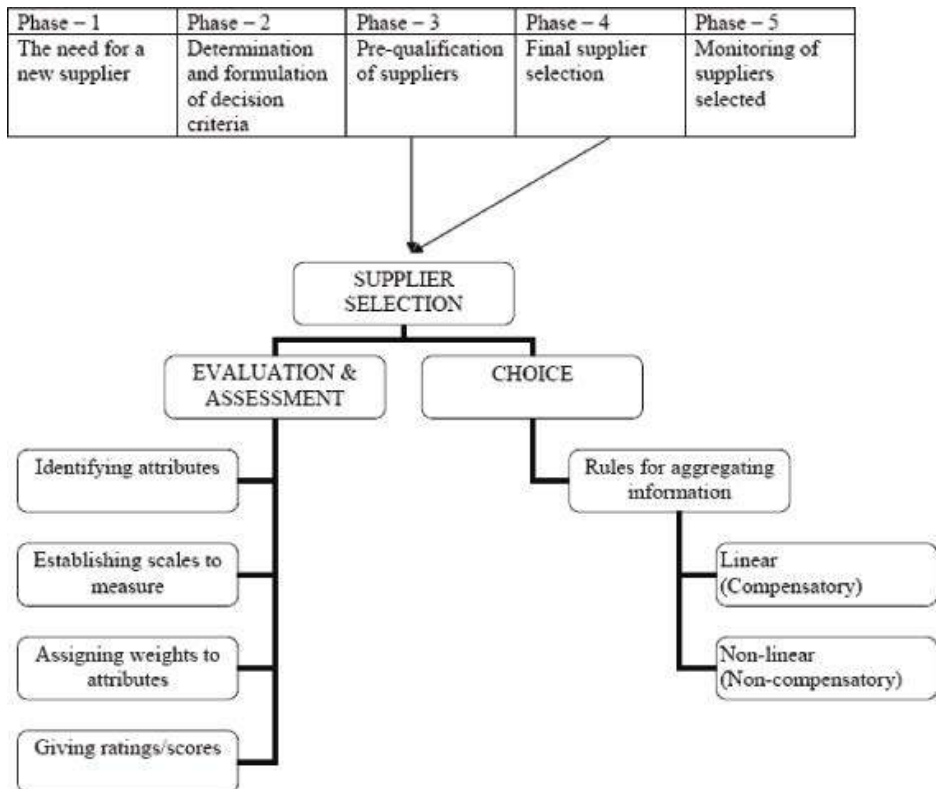 Phase – 1
Phase – 2
Phase – 3
Phase – 4
Phase – 5
The need for a
new supplier
Determination
and formulation
of decision
criteria
Pre-qualification
of suppliers
Final supplier
selection
Monitoring of
suppliers
selected
SUPPLIER
SELECTION
EVALUATION &
ASSESSMENT
CHOICE
Identifying attributes
Rules for aggregating
information
Establishing scales to
measure
Linear
(Compensatory)
Assigning weights to
attributes
Non-linear
(Non-compensatory)
Giving ratings/scores